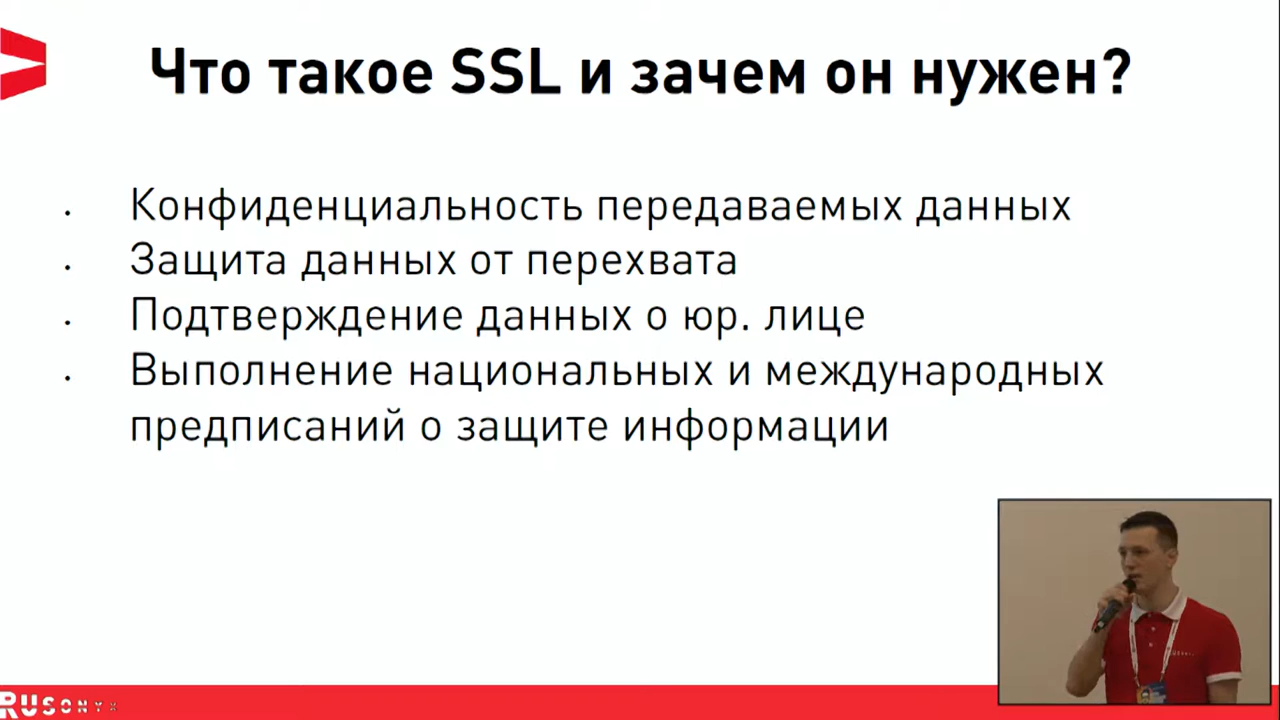 Что такое SSL и зачем он нужен?
· Конфиденциальность передаваемых данных
· Защита данных от перехвата
· Подтверждение данных о юр. лице
· Выполнение национальных и международных
предписаний о защите информации
RUSONYX